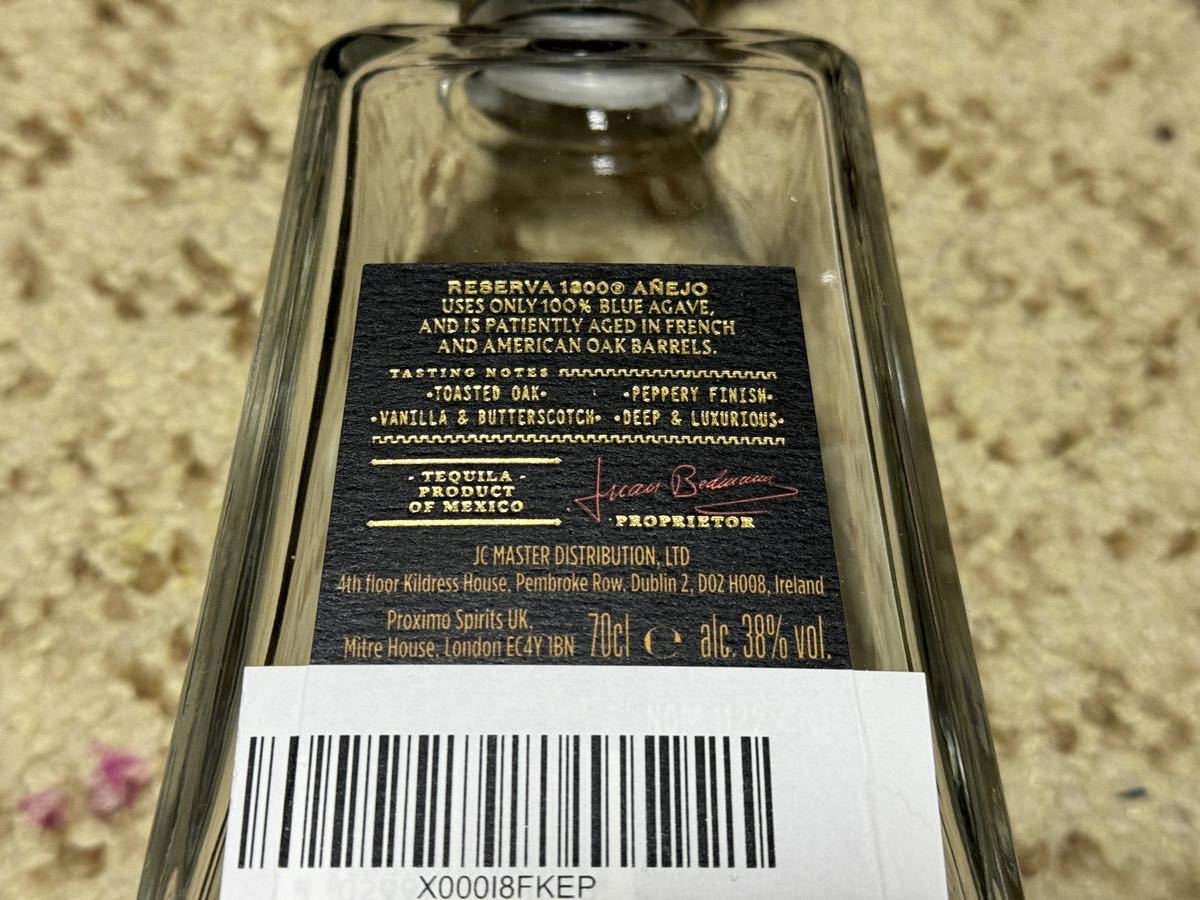 RESERVA 1800® AÑEJO
USES ONLY 100% BLUE AGAVE,
AND IS PATIENTLY AGED IN FRENCH
AND AMERICAN OAK BARRELS.
TASTING NOTES
•TOASTED OAK• •PEPPERY FINISH•
•VANILLA & BUTTERSCOTCH• •DEEP & LUXURIOUS•
· TEQUILA ·
PRODUCT
OF MEXICO
Juan Beckmann
PROPRIETOR
JC MASTER DISTRIBUTION, LTD
4th floor Kildress House, Pembroke Row. Dublin 2, D02 H008, Ireland
Proximo Spirits UK,
Mitre House, London EC4Y 1BN 70cl e alc. 38% vol.
X000I8FKEP